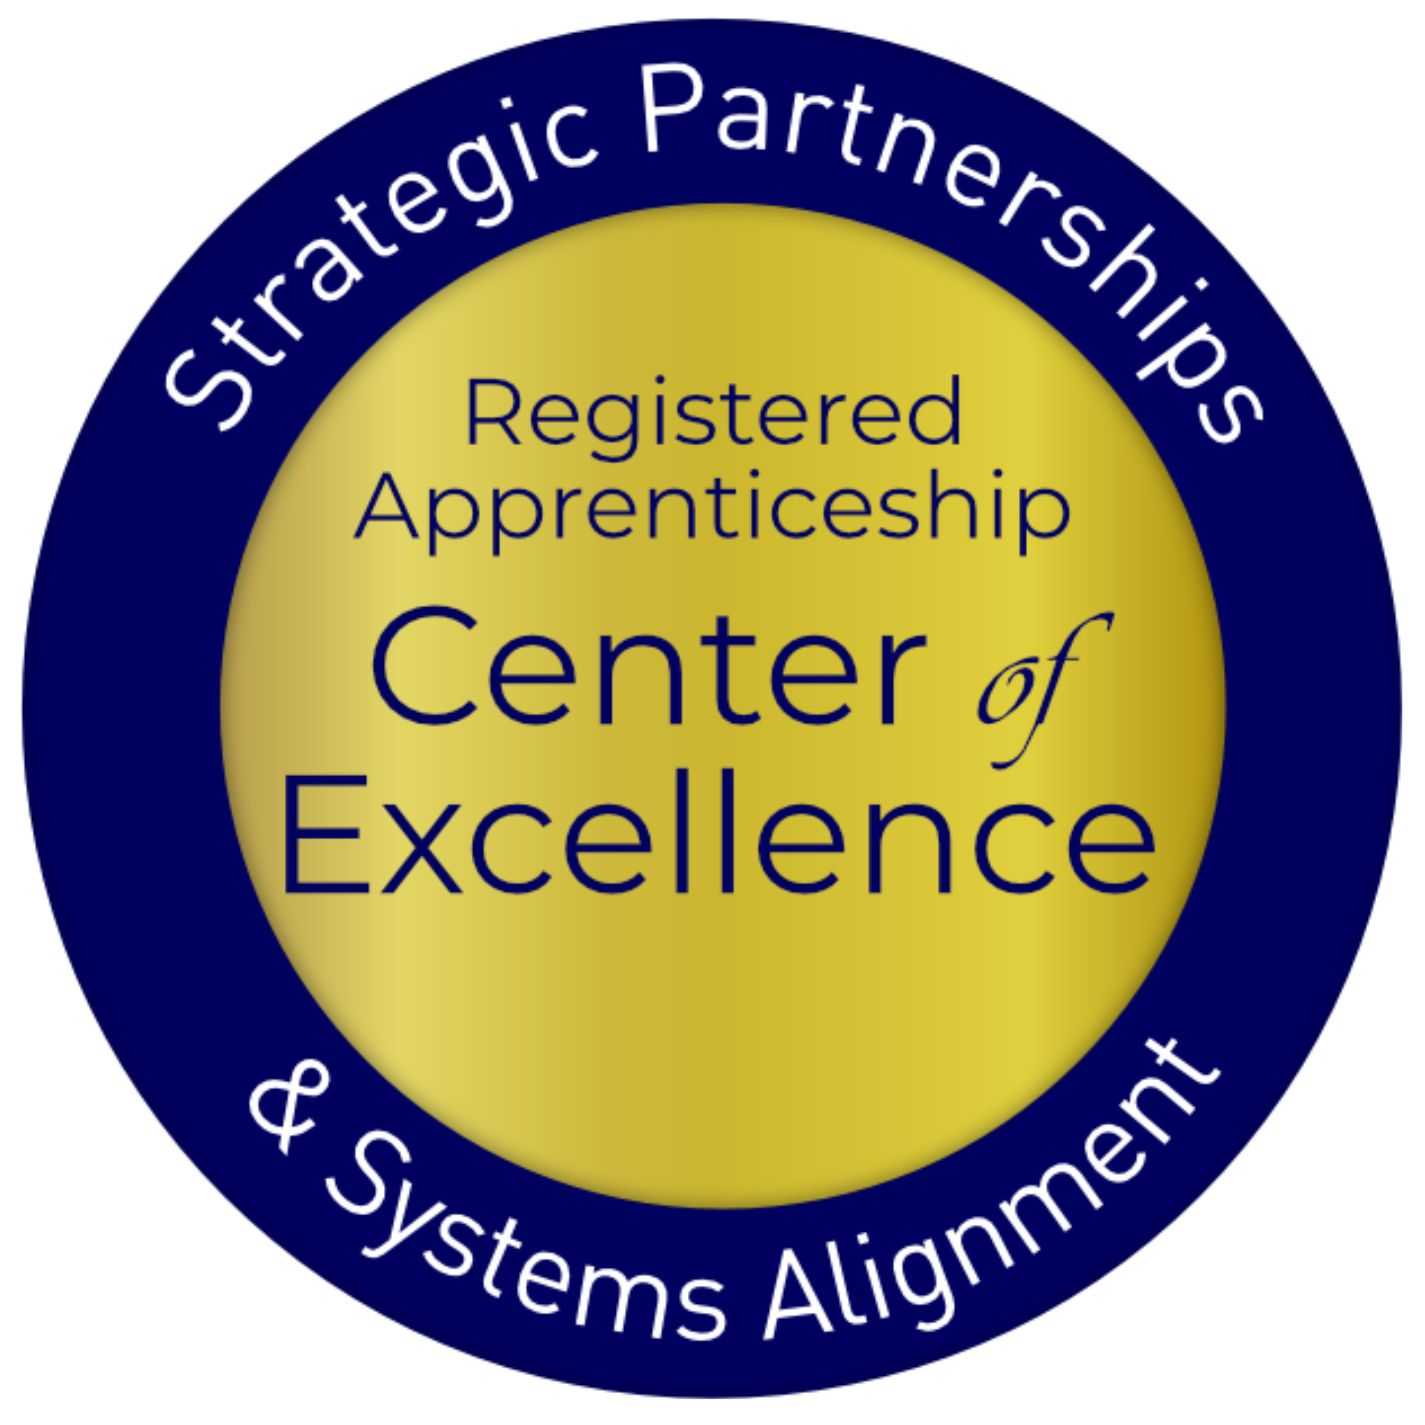 Strategic Partnerships
Registered
Apprenticeship
Center of
Excellence
& Systems Alignment